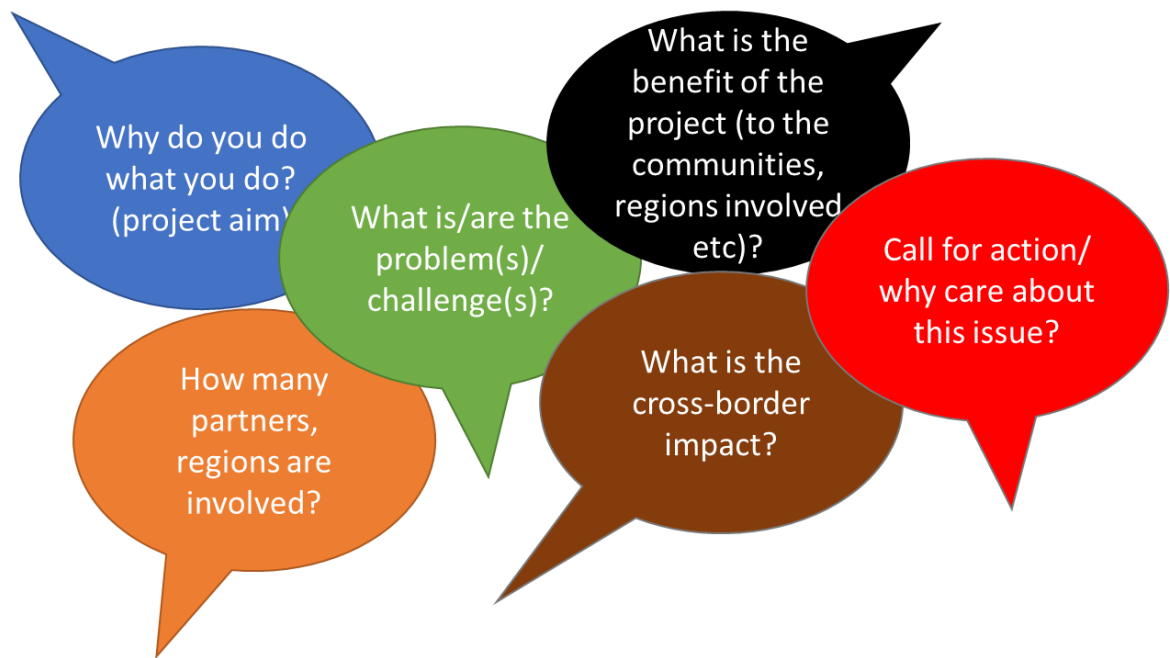 Why do you do
what you do?
(project aim)
What is/are the
problem(s)/
challenge(s)?
What is the
benefit of the
project (to the
communities,
regions involved
etc)?
Call for action/
why care about
this issue?
How many
partners,
regions are
involved?
What is the
cross-border
impact?